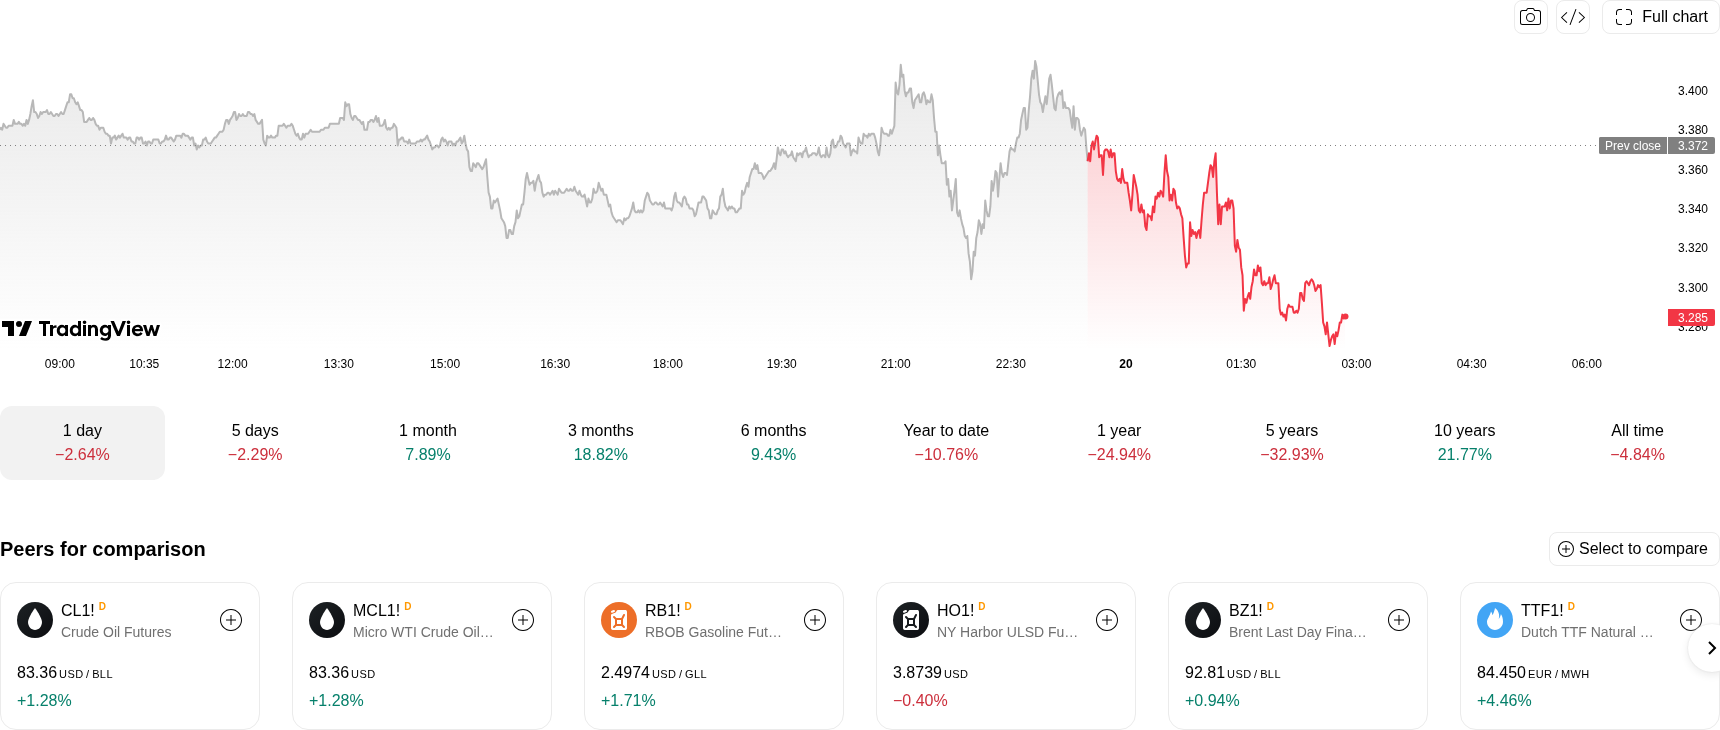 Full chart
3.400
3.380
Prev close 3.372
3.360
3.340
3.320
3.300
3.285
3.280
TradingView
09:00 10:35 12:00 13:30 15:00 16:30 18:00 19:30 21:00 22:30 20 01:30 03:00 04:30 06:00
1 day 5 days 1 month 3 months 6 months Year to date 1 year 5 years 10 years All time
−2.64% −2.29% 7.89% 18.82% 9.43% −10.76% −24.94% −32.93% 21.77% −4.84%
Peers for comparison
Select to compare
CL1! D
Crude Oil Futures
83.36 USD / BLL
+1.28%
MCL1! D
Micro WTI Crude Oil…
83.36 USD
+1.28%
RB1! D
RBOB Gasoline Fut…
2.4974 USD / GLL
+1.71%
HO1! D
NY Harbor ULSD Fu…
3.8739 USD
−0.40%
BZ1! D
Brent Last Day Fina…
92.81 USD / BLL
+0.94%
TTF1! D
Dutch TTF Natural …
84.450 EUR / MWH
+4.46%